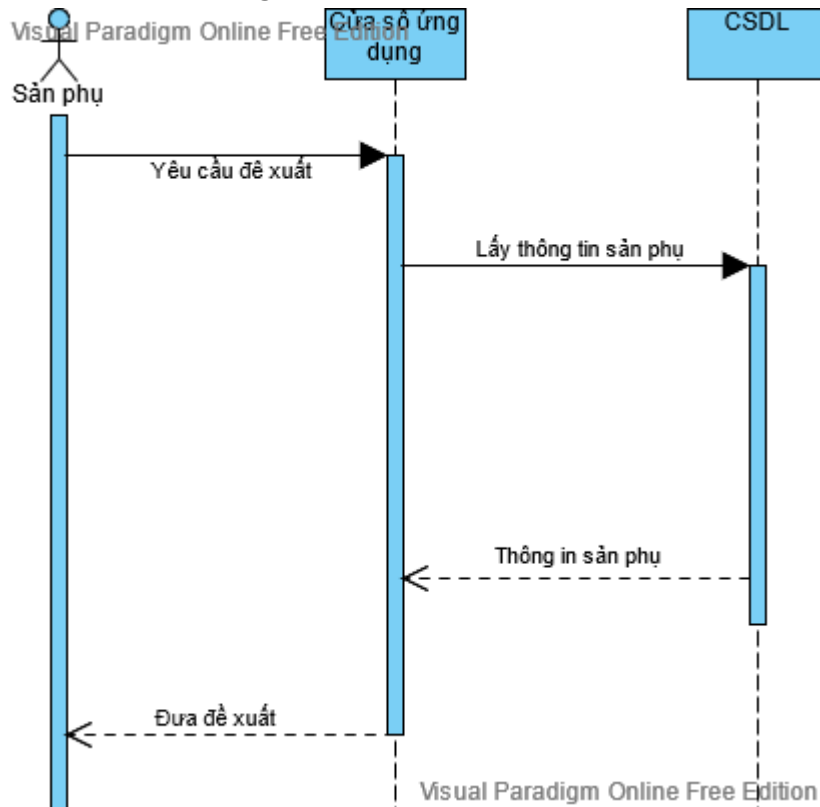 Visual Paradigm Online Free Edition
Cửa sổ ứng
dụng
CSDL
Sản phụ
Yêu cầu đề xuất
Lấy thông tin sản phụ
Thông in sản phụ
Đưa đề xuất
Visual Paradigm Online Free Edition